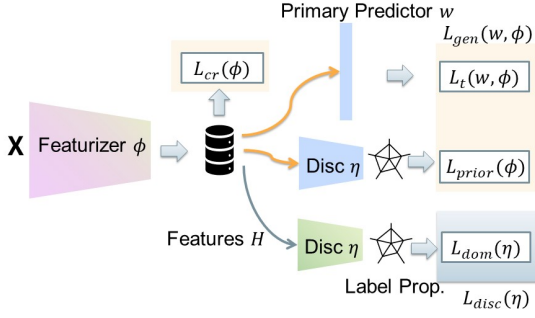 Primary Predictor w
L_gen(w, ϕ)
L_cr(ϕ)
L_t(w, ϕ)
X
Featurizer ϕ
Disc η
L_prior(ϕ)
Features H
Disc η
L_dom(η)
Label Prop.
L_disc(η)